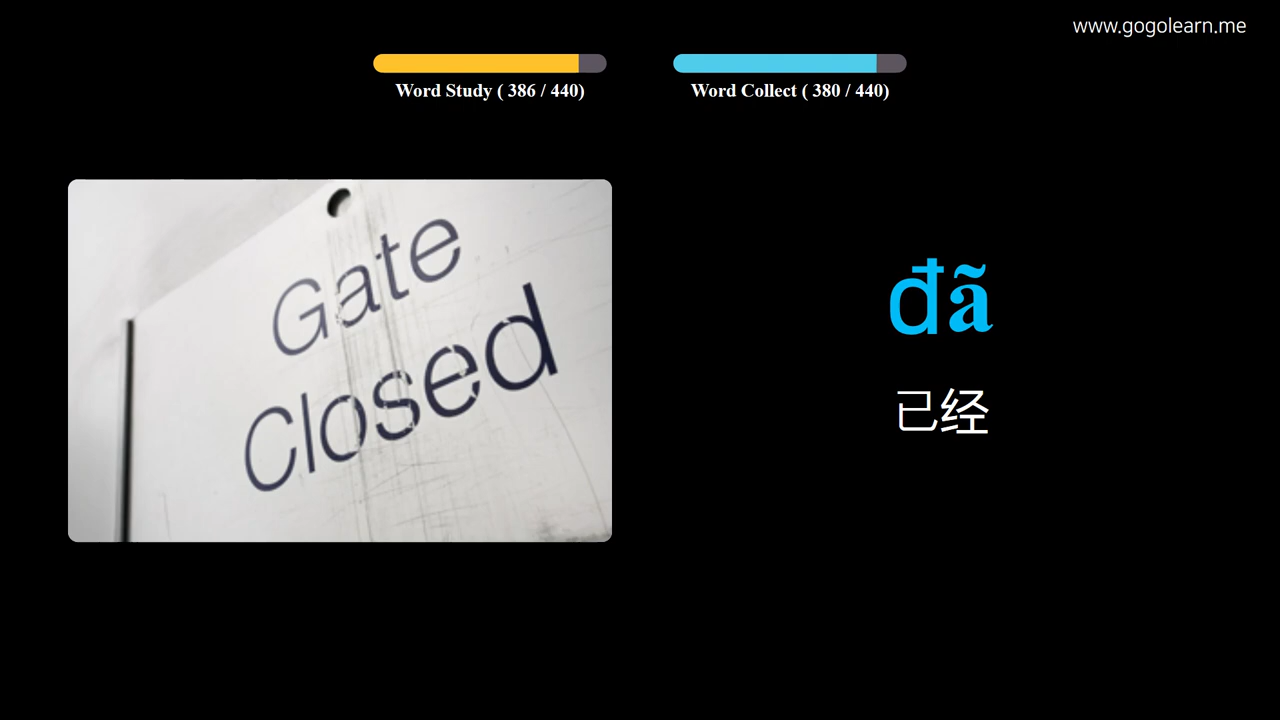 www.gogolearn.me
Word Study ( 386 / 440)
Word Collect ( 380 / 440)
Gate
Closed
đã
已经